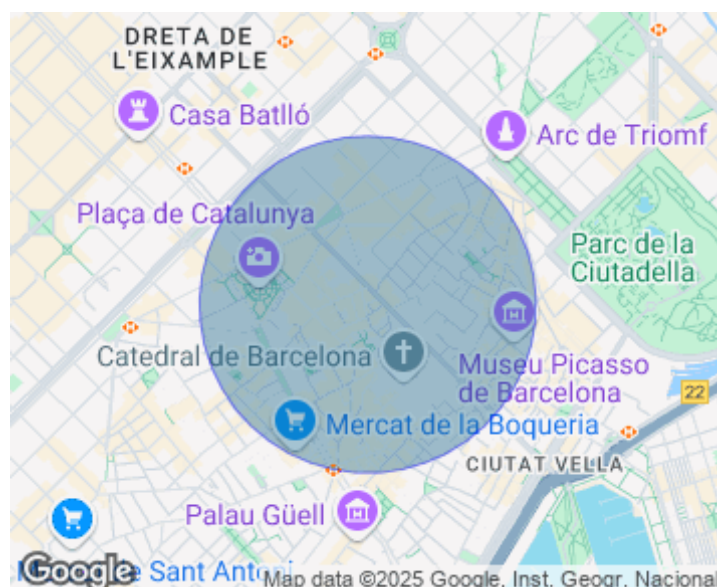 DRETA DE
L'EIXAMPLE
Casa Batlló
Arc de Triomf
Plaça de Catalunya
Parc de la
Ciutadella
Catedral de Barcelona
Museu Picasso
de Barcelona
22
Mercat de la Boqueria
CIUTAT VELLA
Palau Güell
Sant Antoni
Google
Map data ©2025 Google, Inst. Geogr. Nacional